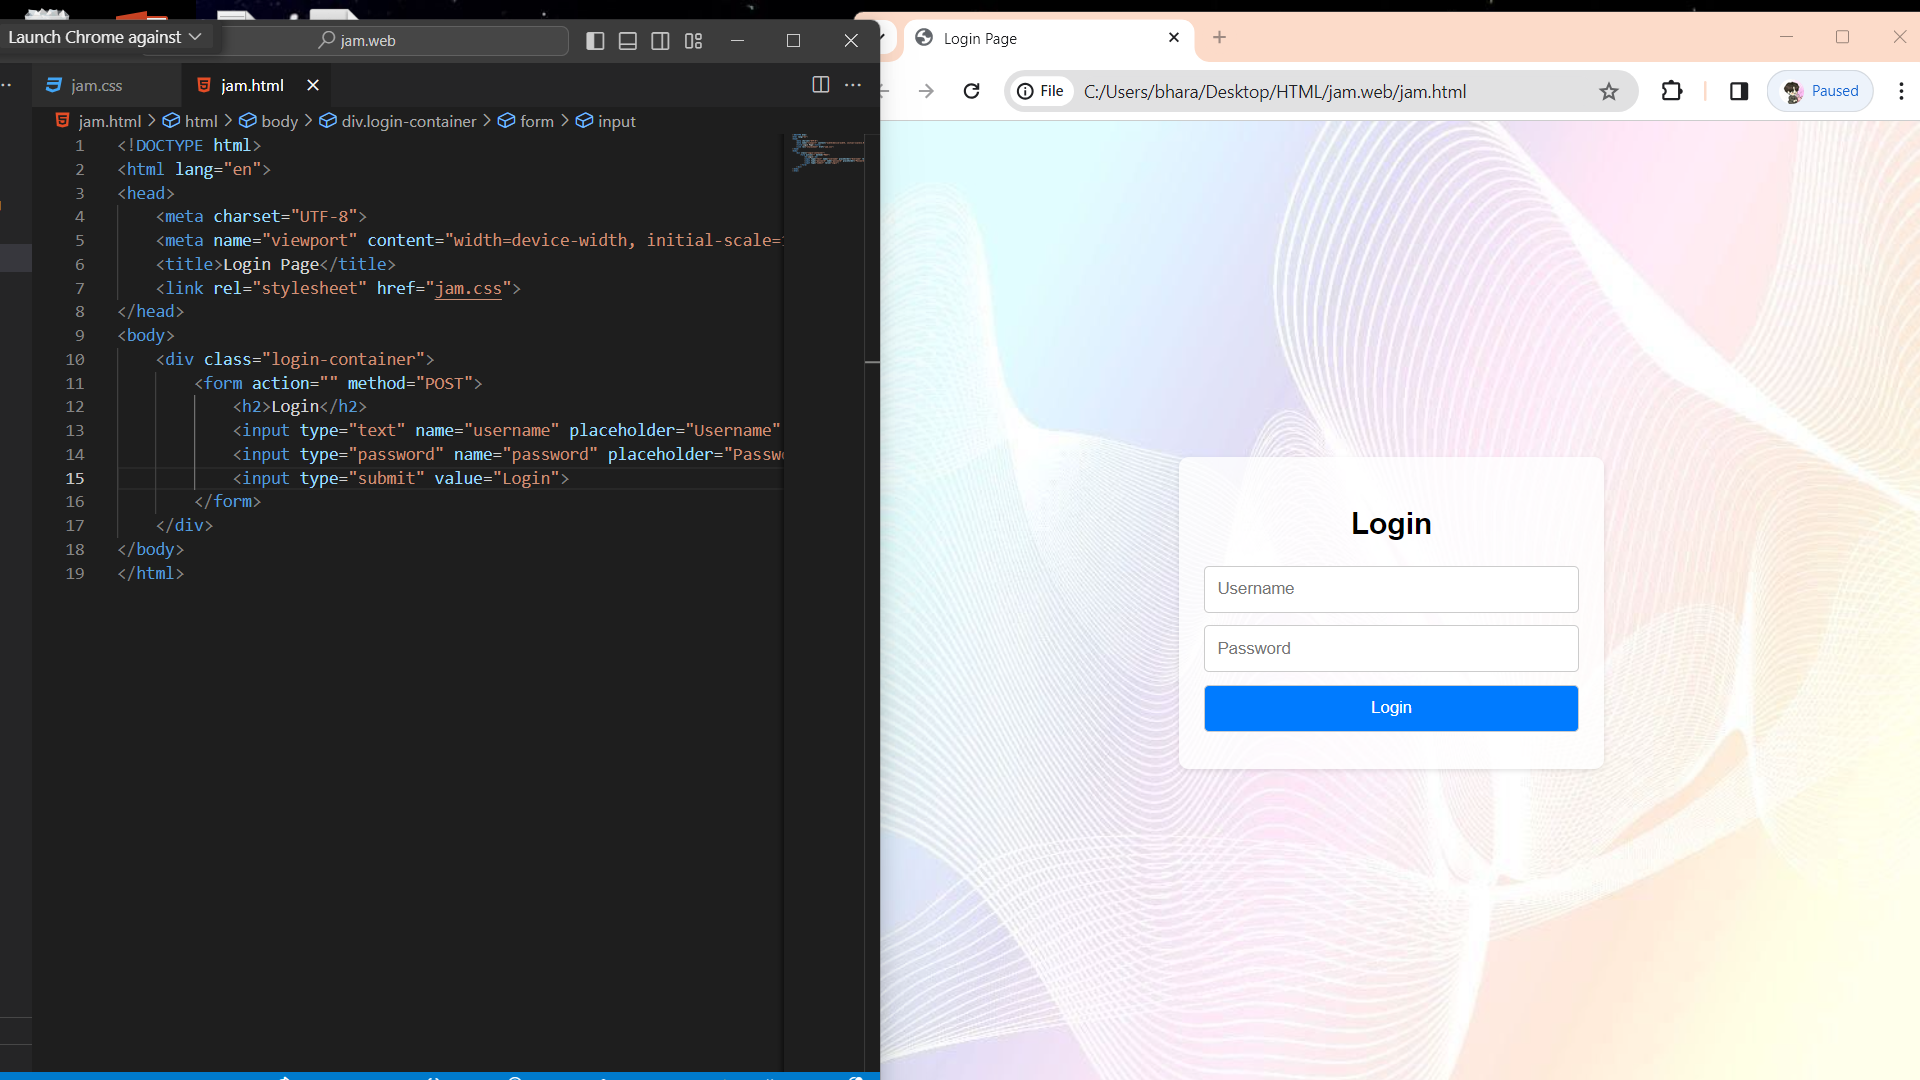 Launch Chrome against
jam.web
jam.css
jam.html
jam.html > html > body > div.login-container > form > input
1 <!DOCTYPE html>
2 <html lang="en">
3 <head>
4 <meta charset="UTF-8">
5 <meta name="viewport" content="width=device-width, initial-scale=
6 <title>Login Page</title>
7 <link rel="stylesheet" href="jam.css">
8 </head>
9 <body>
10 <div class="login-container">
11 <form action="" method="POST">
12 <h2>Login</h2>
13 <input type="text" name="username" placeholder="Username"
14 <input type="password" name="password" placeholder="Passw
15 <input type="submit" value="Login">
16 </form>
17 </div>
18 </body>
19 </html>
Login Page
File C:/Users/bhara/Desktop/HTML/jam.web/jam.html
Paused
Login
Username
Password
Login